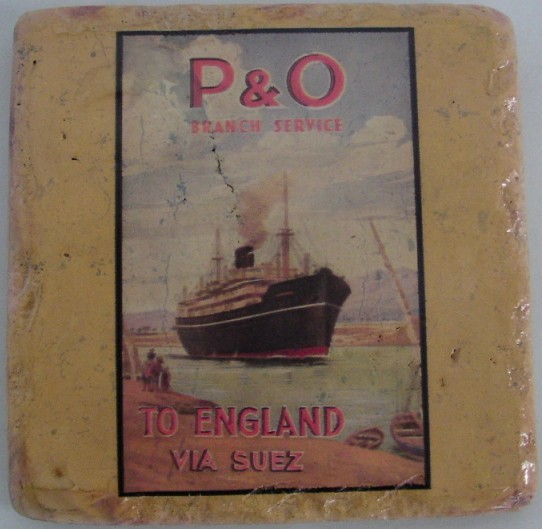 P&O
BRANCH SERVICE
TO ENGLAND
VIA SUEZ